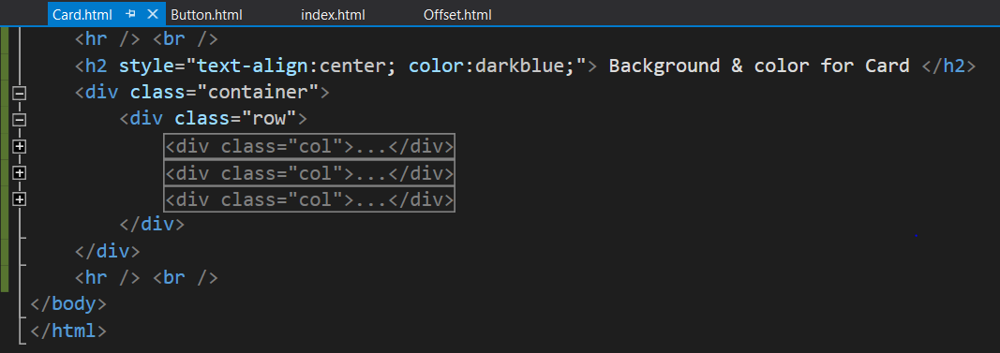 Card.html Button.html index.html Offset.html
<hr /> <br />
<h2 style="text-align:center; color:darkblue;"> Background & color for Card </h2>
<div class="container">
<div class="row">
<div class="col">...</div>
<div class="col">...</div>
<div class="col">...</div>
</div>
</div>
<hr /> <br />
</body>
</html>